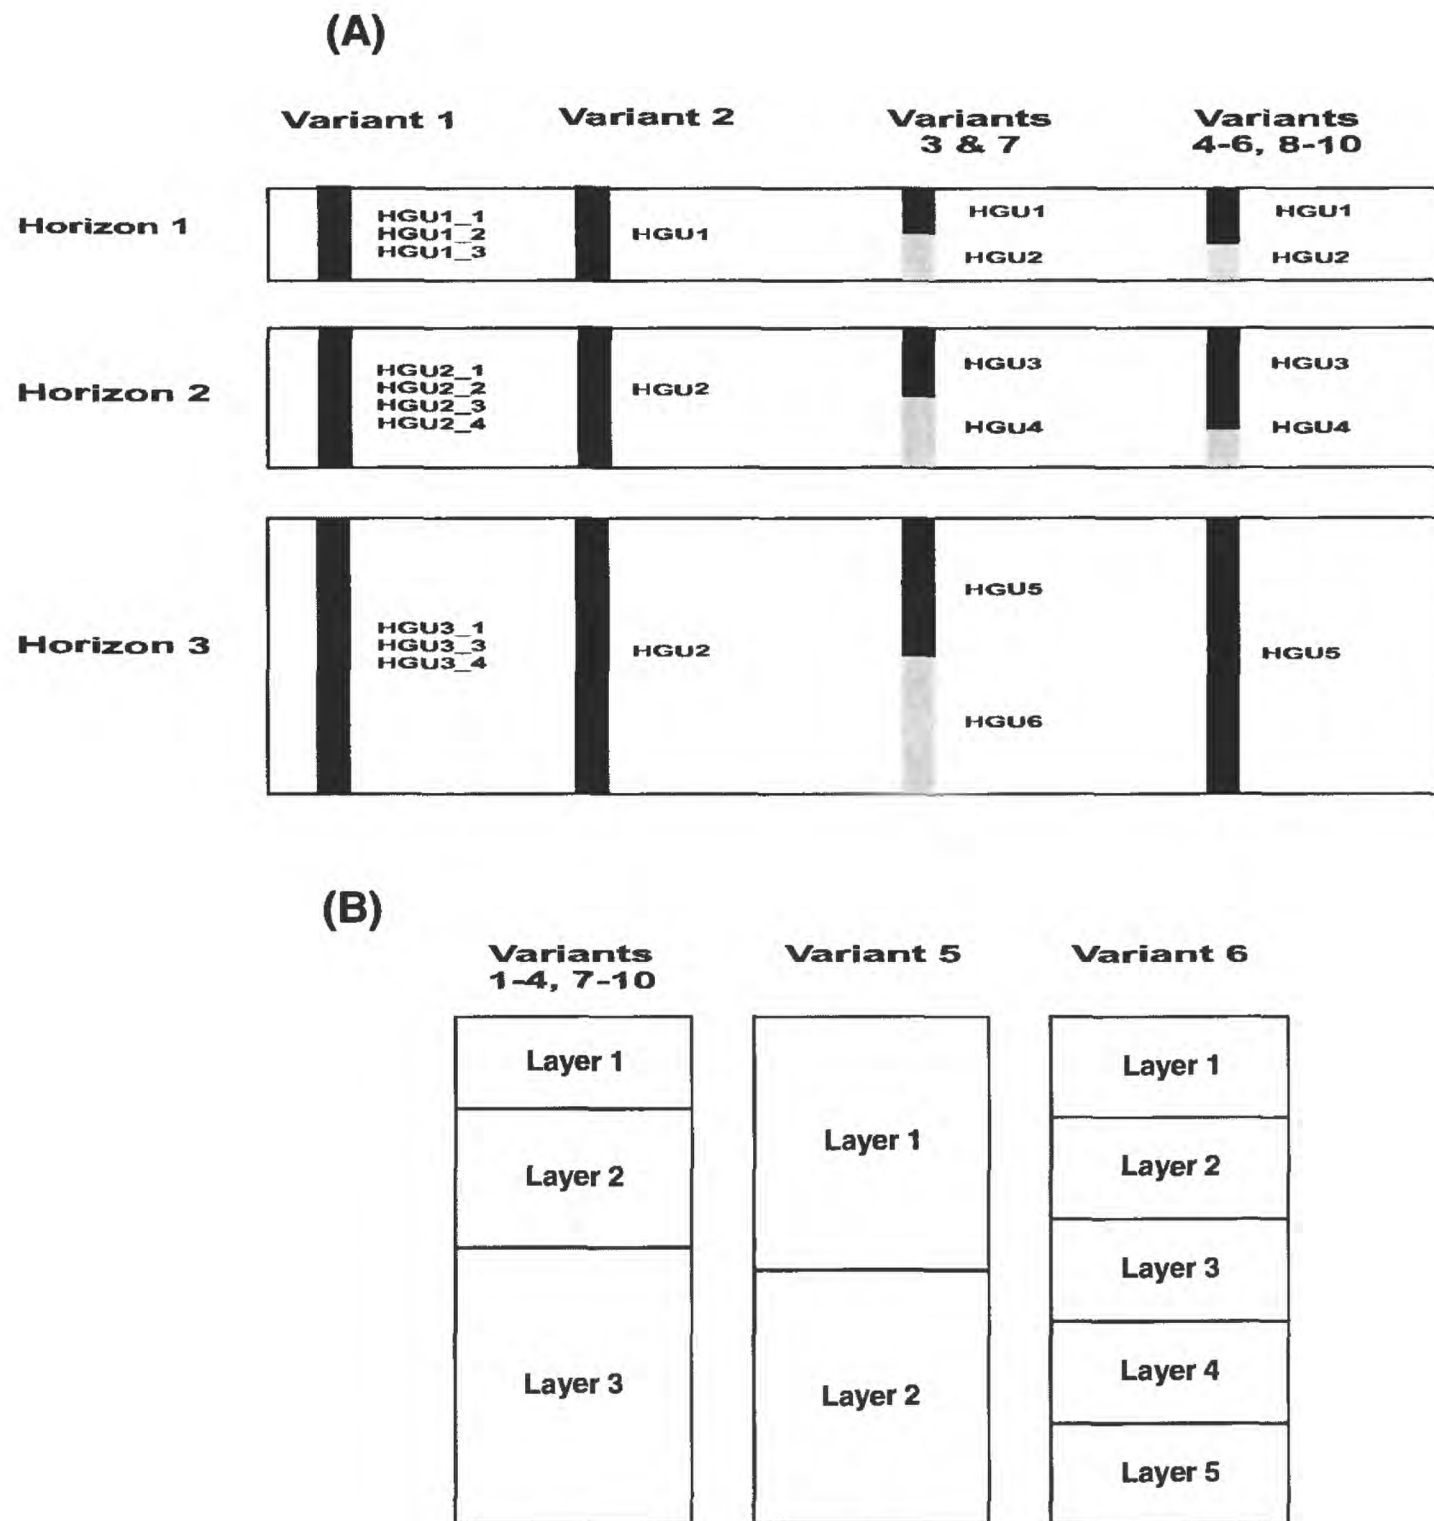 (A)
Variant 1
Variant 2
Variants
3 & 7
Variants
4-6, 8-10
Horizon 1
HGU1_1
HGU1_2
HGU1_3
HGU1
HGU1
HGU2
HGU1
HGU2
Horizon 2
HGU2_1
HGU2_2
HGU2_3
HGU2_4
HGU2
HGU3
HGU4
HGU3
HGU4
Horizon 3
HGU3_1
HGU3_3
HGU3_4
HGU2
HGU5
HGU6
HGU5
(B)
Variants
1-4, 7-10
Variant 5
Variant 6
Layer 1
Layer 2
Layer 3
Layer 1
Layer 2
Layer 1
Layer 2
Layer 3
Layer 4
Layer 5